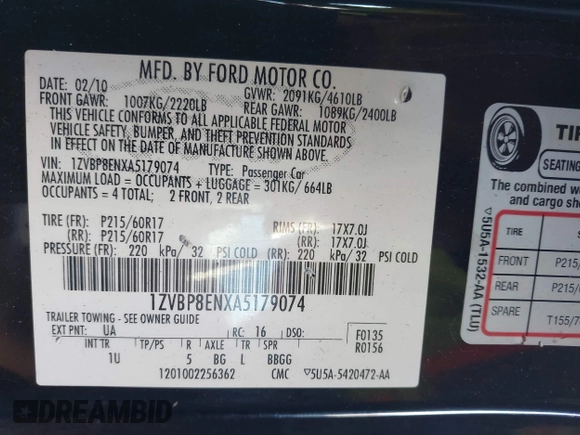 MFD. BY FORD MOTOR CO.
DATE: 02/10 GVWR: 2091KG/4610LB
FRONT GAWR: 1007KG/2220LB REAR GAWR: 1089KG/2400LB
THIS VEHICLE CONFORMS TO ALL APPLICABLE FEDERAL MOTOR
VEHICLE SAFETY, BUMPER, AND THEFT PREVENTION STANDARDS
IN EFFECT ON THE DATE OF MANUFACTURE SHOWN ABOVE.
VIN: 1ZVBP8ENXA5179074 TYPE: Passenger Car
MAXIMUM LOAD = OCCUPANTS + LUGGAGE = 301KG/ 664LB
OCCUPANTS = 4 TOTAL; 2 FRONT, 2 REAR
TIRE (FR): P215/60R17 RIMS (FR): 17X7.0J
(RR): P215/60R17 (RR): 17X7.0J
PRESSURE (FR): 220 kPa/ 32 PSI COLD (RR) 220 kPa/ 32 PSI COLD
1ZVBP8ENXA5179074
TRAILER TOWING - SEE OWNER GUIDE
EXT PNT: UA RC: 16 DSO: F0135
R0156
INT TR TP/PS R AXLE TR SPR
1U 5 BG L BBGG
1201002256362 CMC ▽5U5A-5420472-AA
TI
SEATING
The combined w
and cargo sho
TIRE S
FRONT P215/
REAR P215/
SPARE T155/7
▽5U5A-1532-AA (TLU)
DREAMBID